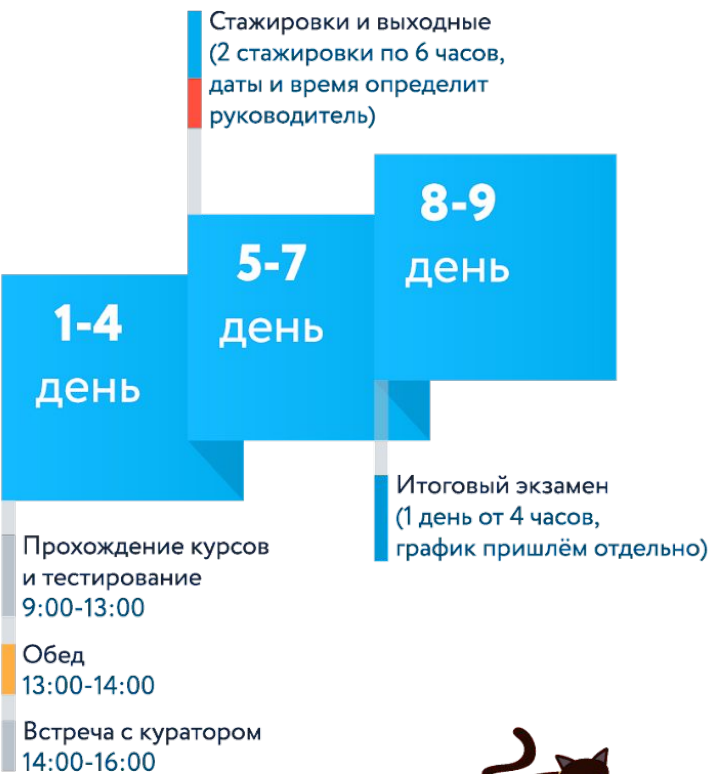 Стажировки и выходные
(2 стажировки по 6 часов,
даты и время определит
руководитель)
8-9
день
5-7
день
1-4
день
Итоговый экзамен
(1 день от 4 часов,
график пришлём отдельно)
Прохождение курсов
и тестирование
9:00-13:00
Обед
13:00-14:00
Встреча с куратором
14:00-16:00